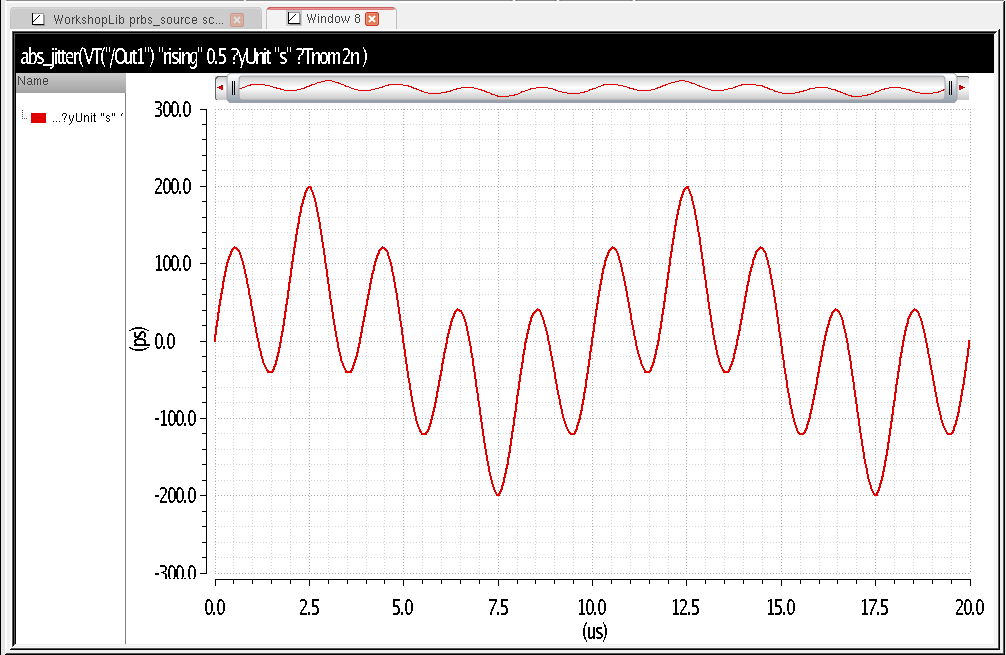 WorkshopLib prbs_source sc... Window 8
abs_jitter(VT("/Out1") "rising" 0.5 ?yUnit "s" ?Tnom 2n )
Name
...?yUnit "s"
300.0
200.0
100.0
0.0
-100.0
-200.0
-300.0
(ps)
0.0 2.5 5.0 7.5 10.0 12.5 15.0 17.5 20.0
(us)